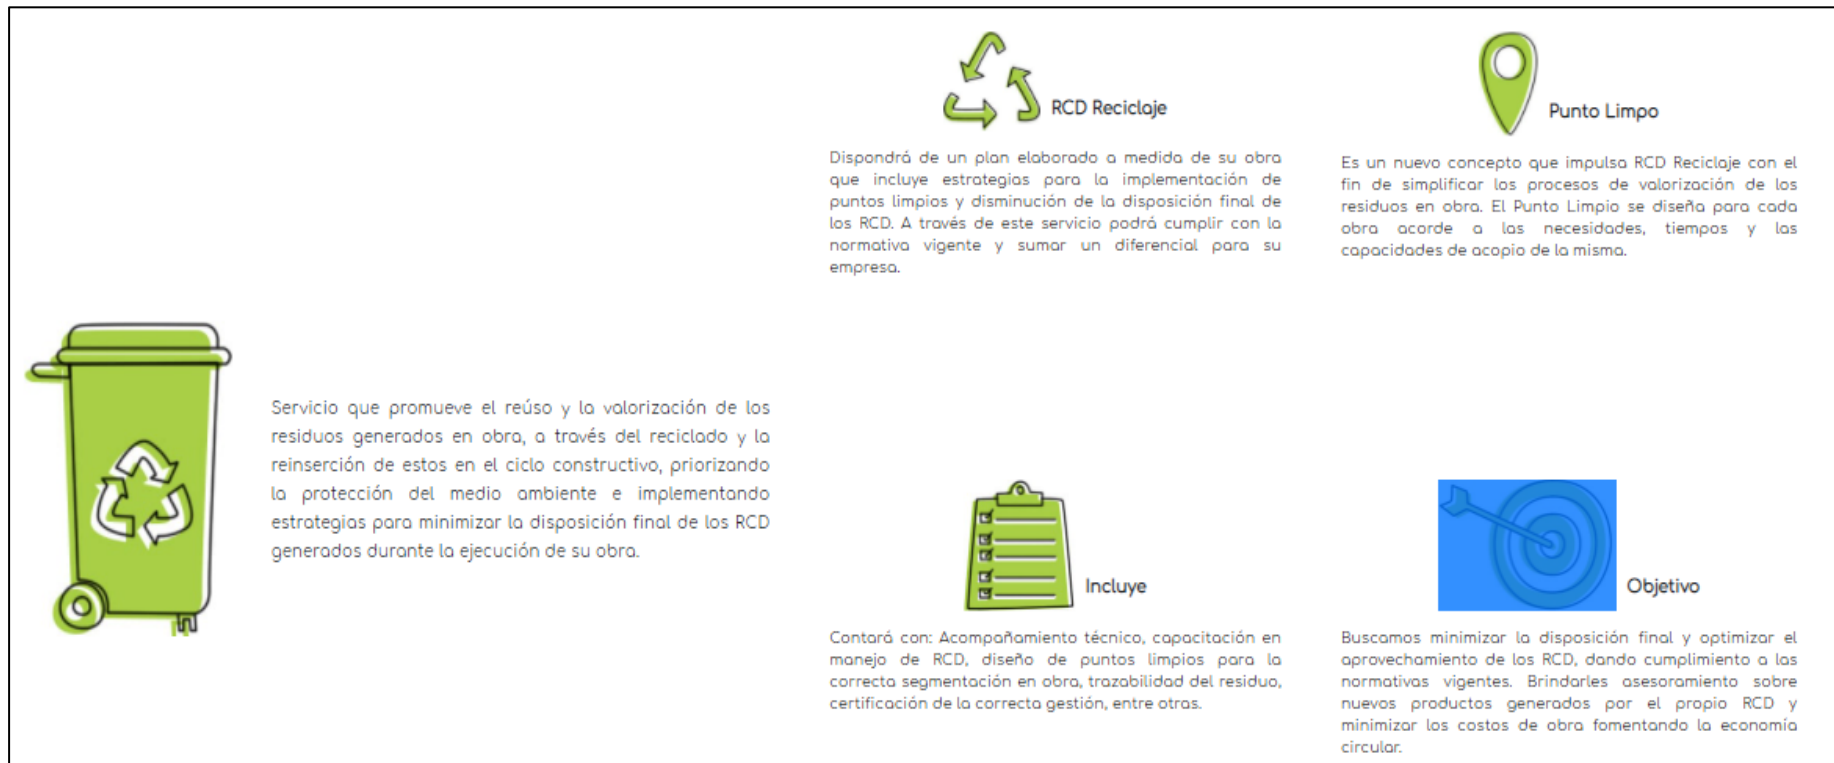 RCD Reciclaje
Dispondrá de un plan elaborado a medida de su obra
que incluye estrategias para la implementación de
puntos limpios y disminución de la disposición final de
los RCD. A través de este servicio podrá cumplir con la
normativa vigente y sumar un diferencial para su
empresa.
Punto Limpo
Es un nuevo concepto que impulsa RCD Reciclaje con el
fin de simplificar los procesos de valorización de los
residuos en obra. El Punto Limpio se diseña para cada
obra acorde a las necesidades, tiempos y las
capacidades de acopio de la misma.
Servicio que promueve el reúso y la valorización de los
residuos generados en obra, a través del reciclado y la
reinserción de estos en el ciclo constructivo, priorizando
la protección del medio ambiente e implementando
estrategias para minimizar la disposición final de los RCD
generados durante la ejecución de su obra.
Incluye
Contará con: Acompañamiento técnico, capacitación en
manejo de RCD, diseño de puntos limpios para la
correcta segmentación en obra, trazabilidad del residuo,
certificación de la correcta gestión, entre otras.
Objetivo
Buscamos minimizar la disposición final y optimizar el
aprovechamiento de los RCD, dando cumplimiento a las
normativas vigentes. Brindarles asesoramiento sobre
nuevos productos generados por el propio RCD y
minimizar los costos de obra fomentando la economía
circular.